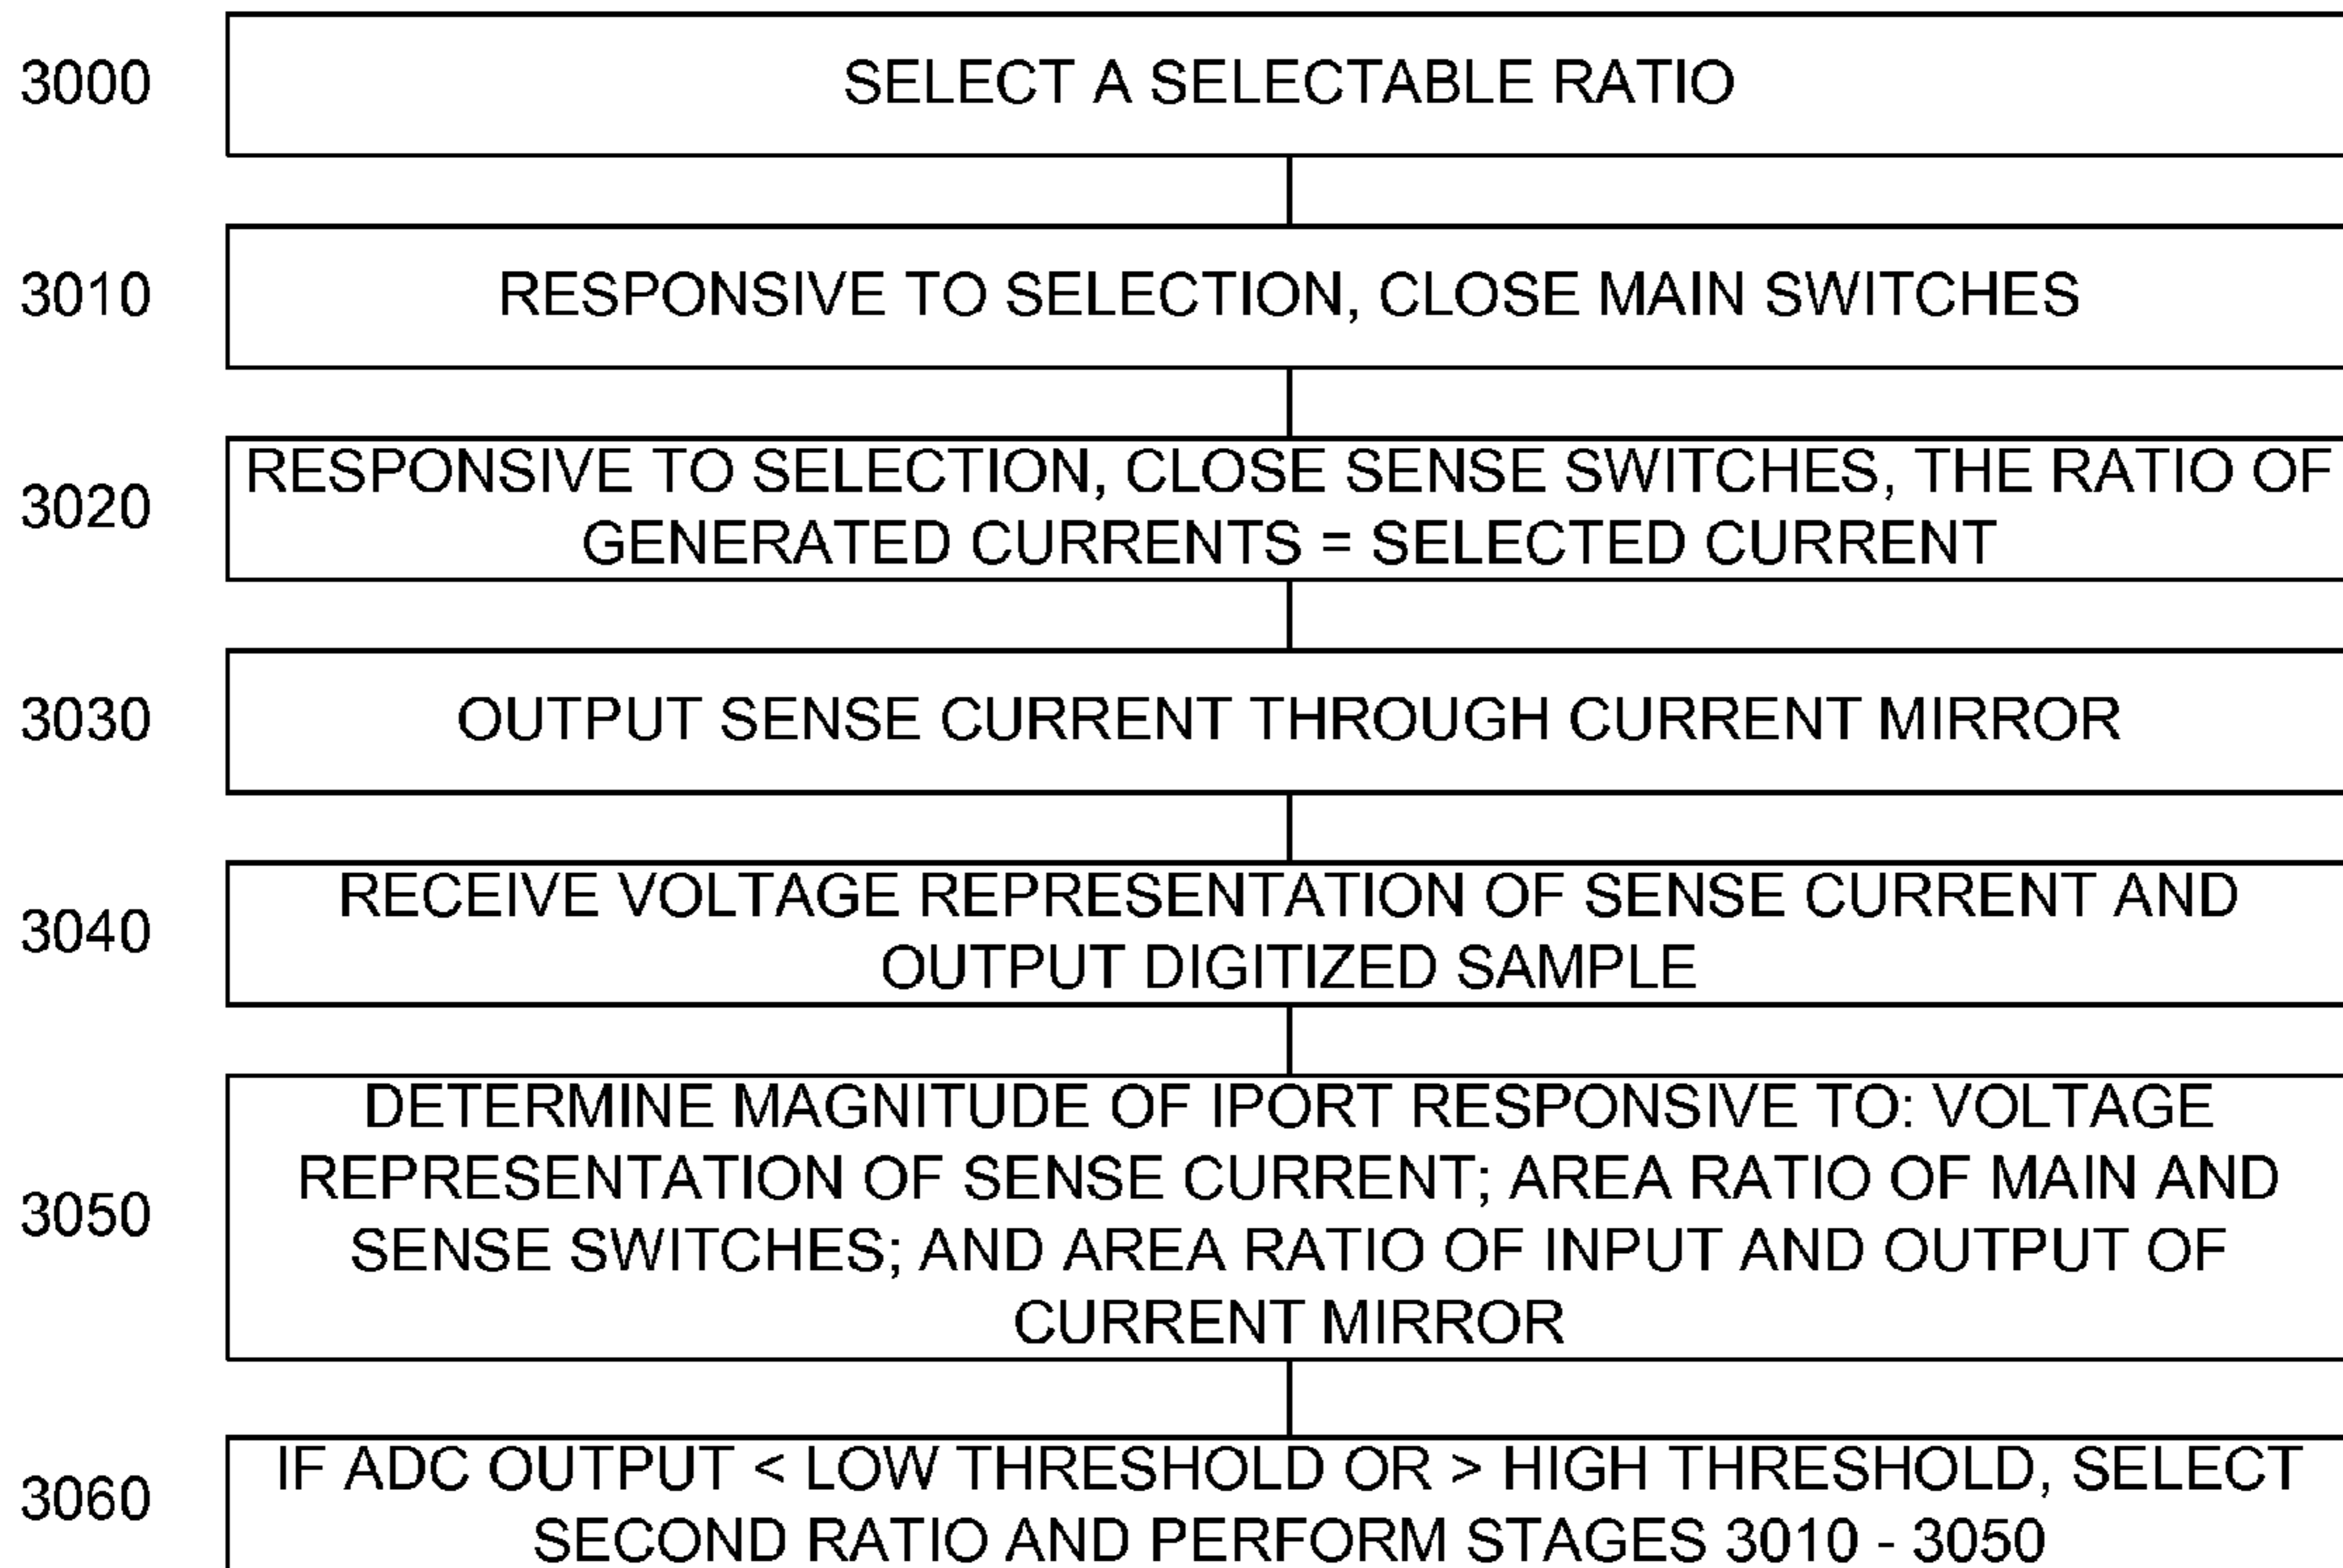 3000
SELECT A SELECTABLE RATIO
3010
RESPONSIVE TO SELECTION, CLOSE MAIN SWITCHES
3020
RESPONSIVE TO SELECTION, CLOSE SENSE SWITCHES, THE RATIO OF
GENERATED CURRENTS = SELECTED CURRENT
3030
OUTPUT SENSE CURRENT THROUGH CURRENT MIRROR
3040
RECEIVE VOLTAGE REPRESENTATION OF SENSE CURRENT AND
OUTPUT DIGITIZED SAMPLE
3050
DETERMINE MAGNITUDE OF IPORT RESPONSIVE TO: VOLTAGE
REPRESENTATION OF SENSE CURRENT; AREA RATIO OF MAIN AND
SENSE SWITCHES; AND AREA RATIO OF INPUT AND OUTPUT OF
CURRENT MIRROR
3060
IF ADC OUTPUT < LOW THRESHOLD OR > HIGH THRESHOLD, SELECT
SECOND RATIO AND PERFORM STAGES 3010 - 3050